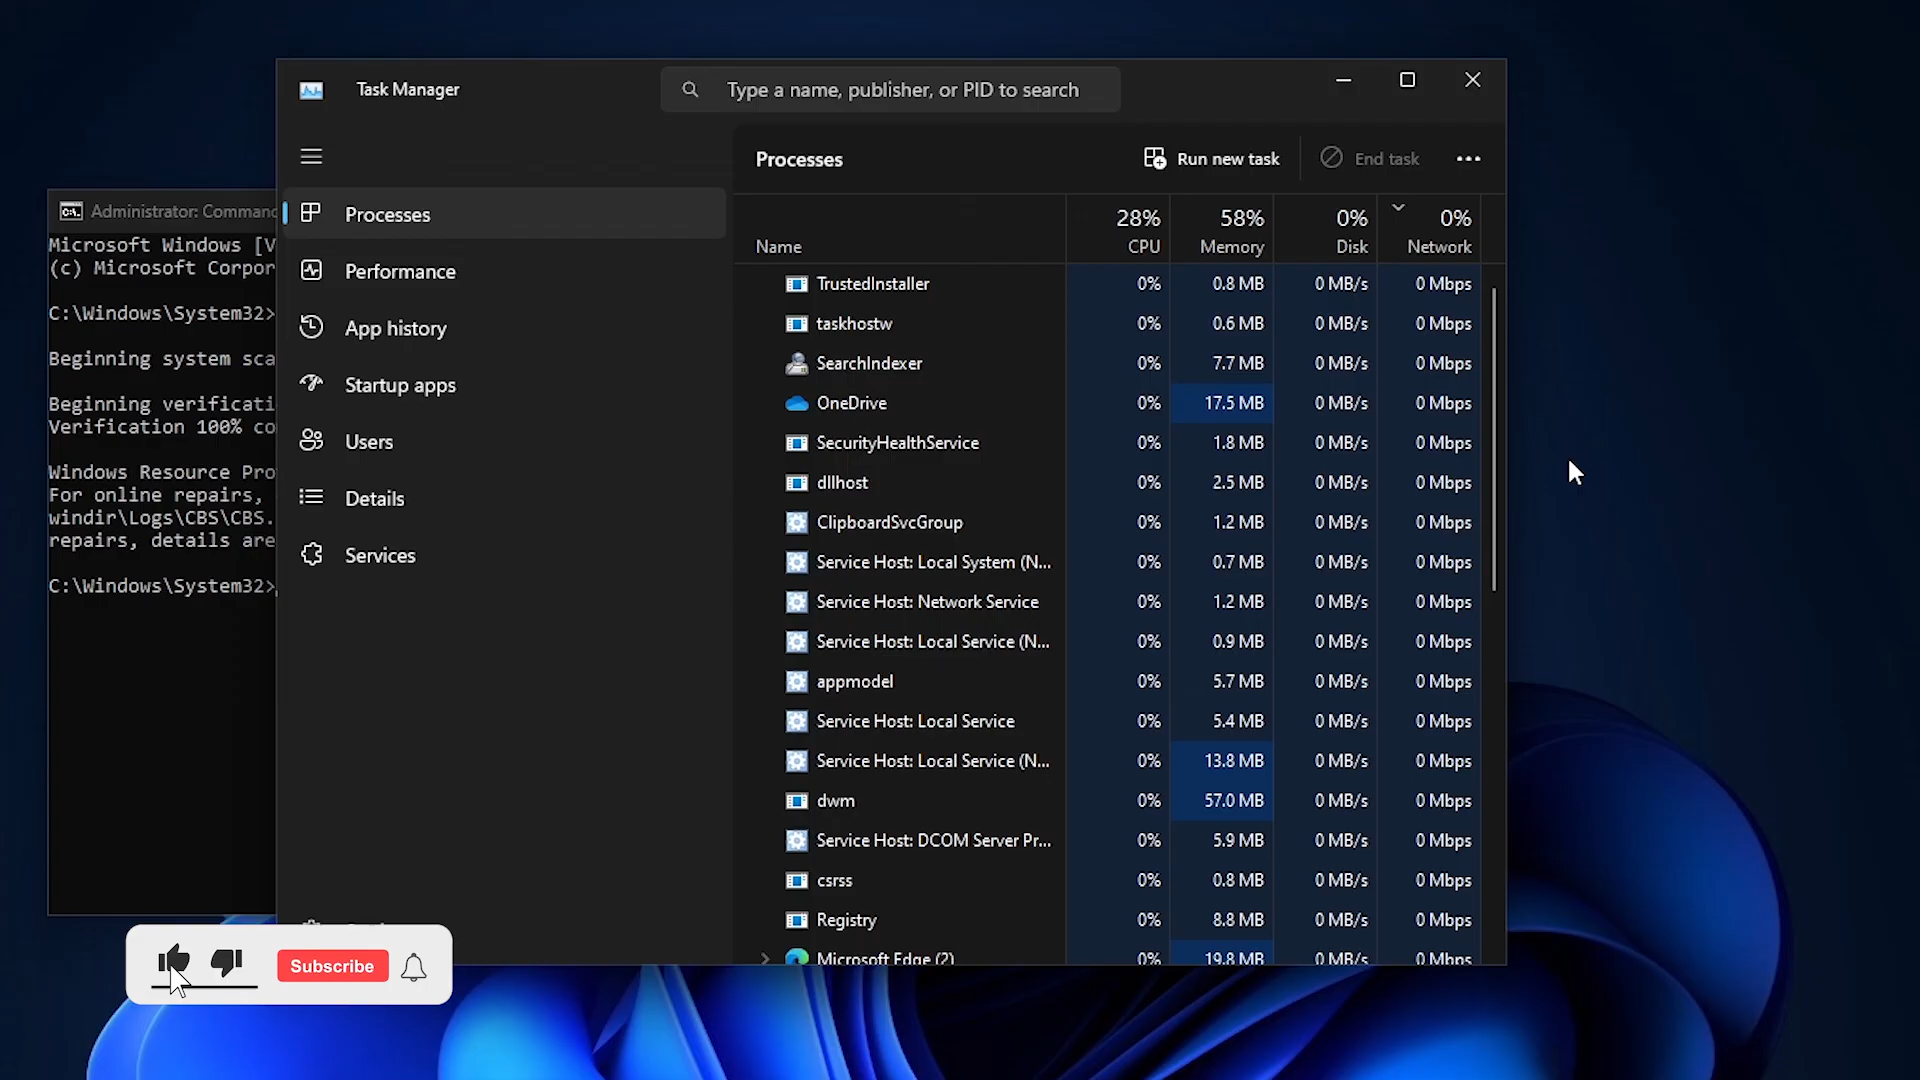 Task Manager
Type a name, publisher, or PID to search
Processes
Run new task
End task
Administrator: Command
Microsoft Windows [V
(c) Microsoft Corpor
C:\Windows\System32>
Beginning system sca
Beginning verificati
Verification 100% co
Windows Resource Pro
For online repairs,
windir\Logs\CBS\CBS.
repairs, details are
C:\Windows\System32>
Processes
Performance
App history
Startup apps
Users
Details
Services
28% 58% 0% 0%
Name CPU Memory Disk Network
TrustedInstaller 0% 0.8 MB 0 MB/s 0 Mbps
taskhostw 0% 0.6 MB 0 MB/s 0 Mbps
SearchIndexer 0% 7.7 MB 0 MB/s 0 Mbps
OneDrive 0% 17.5 MB 0 MB/s 0 Mbps
SecurityHealthService 0% 1.8 MB 0 MB/s 0 Mbps
dllhost 0% 2.5 MB 0 MB/s 0 Mbps
ClipboardSvcGroup 0% 1.2 MB 0 MB/s 0 Mbps
Service Host: Local System (N... 0% 0.7 MB 0 MB/s 0 Mbps
Service Host: Network Service 0% 1.2 MB 0 MB/s 0 Mbps
Service Host: Local Service (N... 0% 0.9 MB 0 MB/s 0 Mbps
appmodel 0% 5.7 MB 0 MB/s 0 Mbps
Service Host: Local Service 0% 5.4 MB 0 MB/s 0 Mbps
Service Host: Local Service (N... 0% 13.8 MB 0 MB/s 0 Mbps
dwm 0% 57.0 MB 0 MB/s 0 Mbps
Service Host: DCOM Server Pr... 0% 5.9 MB 0 MB/s 0 Mbps
csrss 0% 0.8 MB 0 MB/s 0 Mbps
Registry 0% 8.8 MB 0 MB/s 0 Mbps
Microsoft Edge (2) 0% 19.8 MB 0 MB/s 0 Mbps
Subscribe